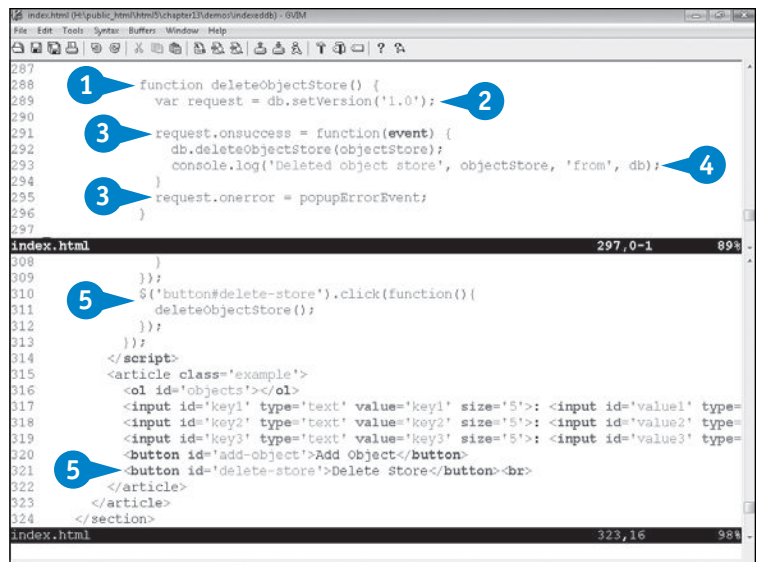 index.html (H:\public_html\html5\chapter13\demos\indexeddb) - GVIM
File Edit Tools Syntax Buffers Window Help
287
288 1 function deleteObjectStore() {
289 var request = db.setVersion('1.0'); 2
290
291 3 request.onsuccess = function(event) {
292 db.deleteObjectStore(objectStore);
293 console.log('Deleted object store', objectStore, 'from', db); 4
294 }
295 3 request.onerror = popupErrorEvent;
296 }
297
index.html 297,0-1 89%
308 }
309 });
310 5 $('button#delete-store').click(function(){
311 deleteObjectStore();
312 });
313 });
314 </script>
315 <article class='example'>
316 <ol id='objects'></ol>
317 <input id='key1' type='text' value='key1' size='5'>: <input id='value1' type=
318 <input id='key2' type='text' value='key2' size='5'>: <input id='value2' type=
319 <input id='key3' type='text' value='key3' size='5'>: <input id='value3' type=
320 <button id='add-object'>Add Object</button>
321 5 <button id='delete-store'>Delete Store</button><br>
322 </article>
323 </article>
324 </section>
index.html 323,16 98%